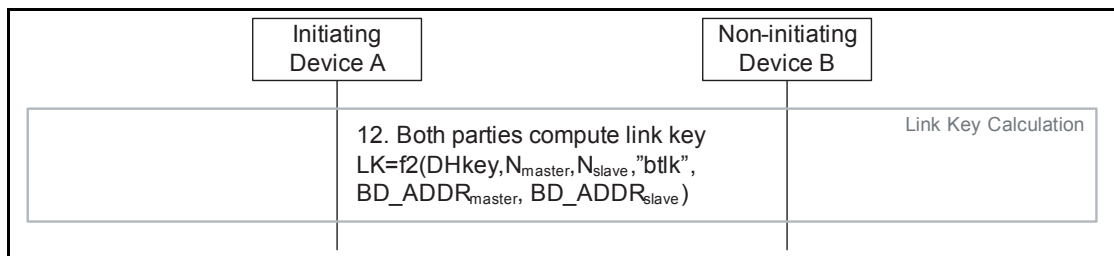 Initiating
Device A
Non-initiating
Device B
Link Key Calculation
12. Both parties compute link key
LK=f2(DHkey,Nmaster,Nslave,”btlk”,
BD_ADDRmaster, BD_ADDRslave)